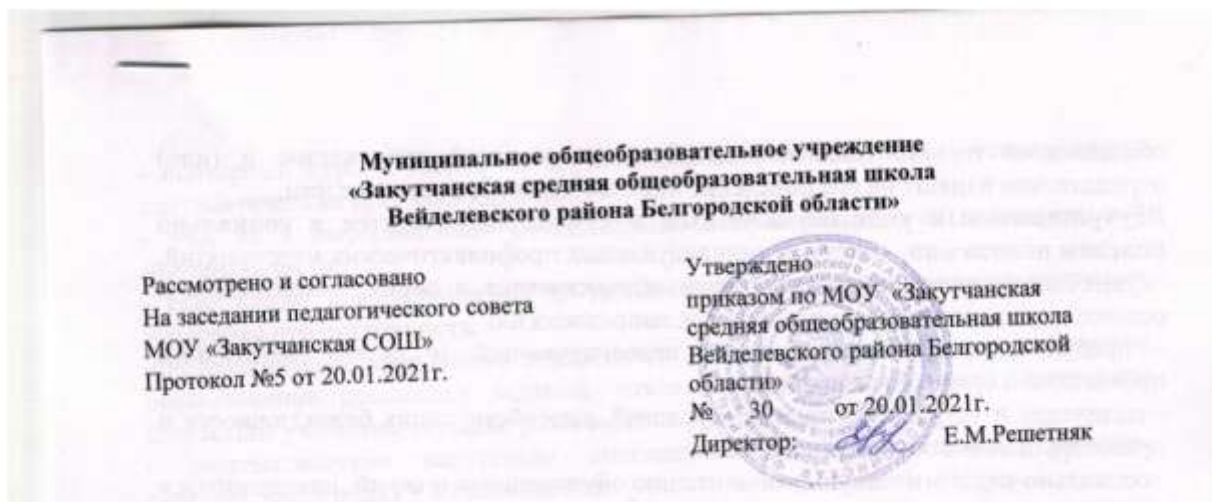 Муниципальное общеобразовательное учреждение
«Закутчанская средняя общеобразовательная школа
Вейделевского района Белгородской области»
Рассмотрено и согласовано
На заседании педагогического совета
МОУ «Закутчанская СОШ»
Протокол №5 от 20.01.2021г.
Утверждено
приказом по МОУ «Закутчанская
средняя общеобразовательная школа
Вейделевского района Белгородской
области»
№ 30 от 20.01.2021г.
Директор: Е.М.Решетняк